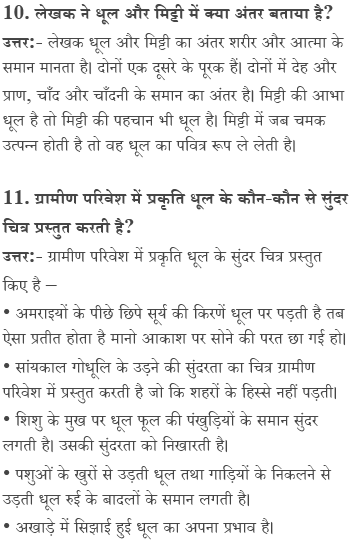 10. लेखक ने धूल और मिट्टी में क्या अंतर बताया है?
उत्तर:- लेखक धूल और मिट्टी का अंतर शरीर और आत्मा के
समान मानता है। दोनों एक दूसरे के पूरक हैं। दोनों में देह और
प्राण, चाँद और चाँदनी के समान का अंतर है। मिट्टी की आभा
धूल है तो मिट्टी की पहचान भी धूल है। मिट्टी में जब चमक
उत्पन्न होती है तो वह धूल का पवित्र रूप ले लेती है।
11. ग्रामीण परिवेश में प्रकृति धूल के कौन-कौन से सुंदर
चित्र प्रस्तुत करती है?
उत्तर:- ग्रामीण परिवेश में प्रकृति धूल के सुंदर चित्र प्रस्तुत
किए है –
• अमराइयों के पीछे छिपे सूर्य की किरणें धूल पर पड़ती है तब
ऐसा प्रतीत होता है मानो आकाश पर सोने की परत छा गई हो।
• सांयकाल गोधूलि के उड़ने की सुंदरता का चित्र ग्रामीण
परिवेश में प्रस्तुत करती है जो कि शहरों के हिस्से नहीं पड़ती।
• शिशु के मुख पर धूल फूल की पंखुड़ियों के समान सुंदर
लगती है। उसकी सुंदरता को निखारती है।
• पशुओं के खुरों से उड़ती धूल तथा गाड़ियों के निकलने से
उड़ती धूल रुई के बादलों के समान लगती है।
• अखाड़े में सिझाई हुई धूल का अपना प्रभाव है।